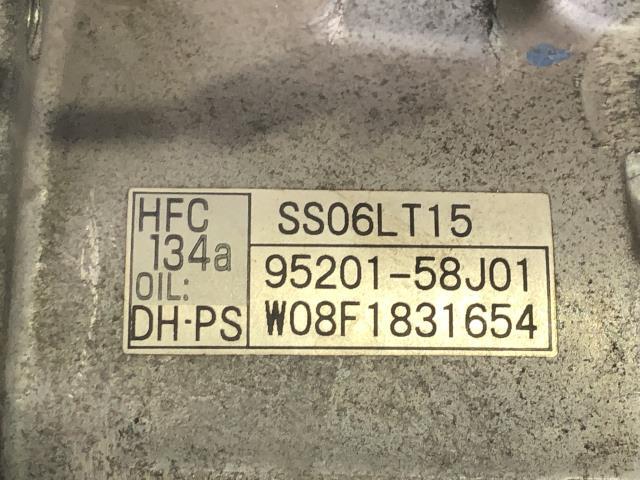 HFC
134a
OIL:
DH-PS
SS06LT15
95201-58J01
W08F1831654